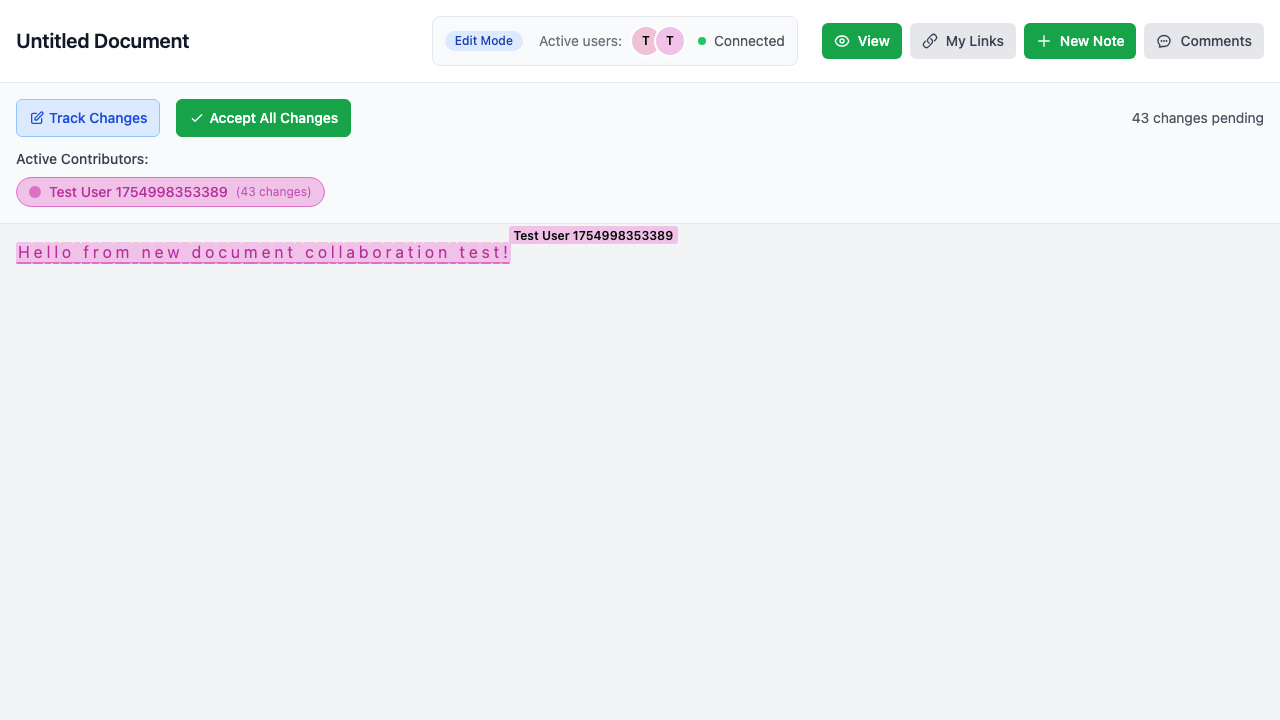 Untitled Document
Edit Mode Active users: T T Connected
View My Links New Note Comments
Track Changes Accept All Changes 43 changes pending
Active Contributors:
Test User 1754998353389 (43 changes)
Test User 1754998353389
Hello from new document collaboration test!